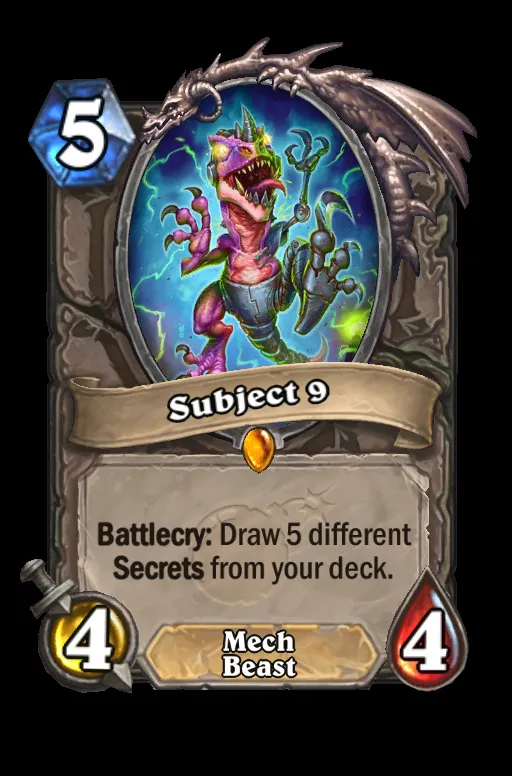 5
Subject 9
Battlecry: Draw 5 different
Secrets from your deck.
4
Mech
Beast
4